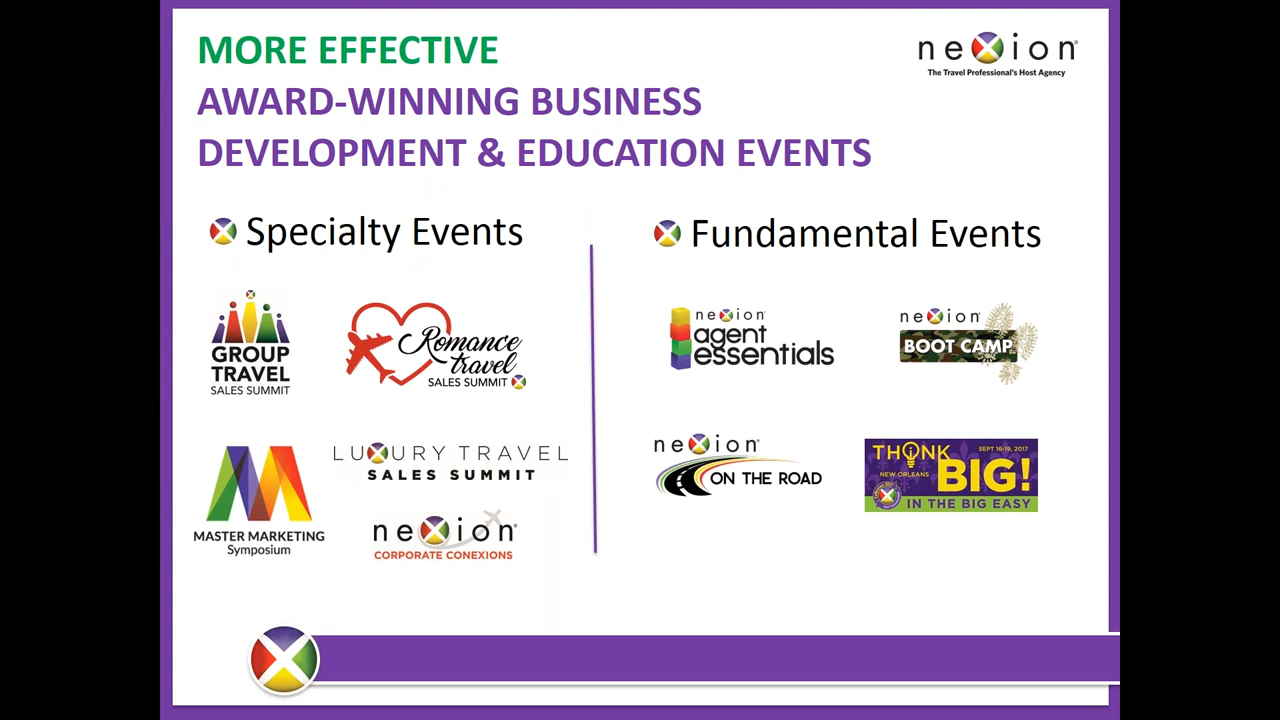 MORE EFFECTIVE
AWARD-WINNING BUSINESS
DEVELOPMENT & EDUCATION EVENTS
nexion®
The Travel Professional's Host Agency
Specialty Events
GROUP
TRAVEL
SALES SUMMIT
Romance
travel
SALES SUMMIT
MASTER MARKETING
Symposium
LUXURY TRAVEL
SALES SUMMIT
nexion®
CORPORATE CONEXIONS
Fundamental Events
nexion®
agent
essentials
nexion®
BOOT CAMP
nexion®
ON THE ROAD
THINK
SEPT 16-19, 2017
NEW ORLEANS
BIG!
IN THE BIG EASY